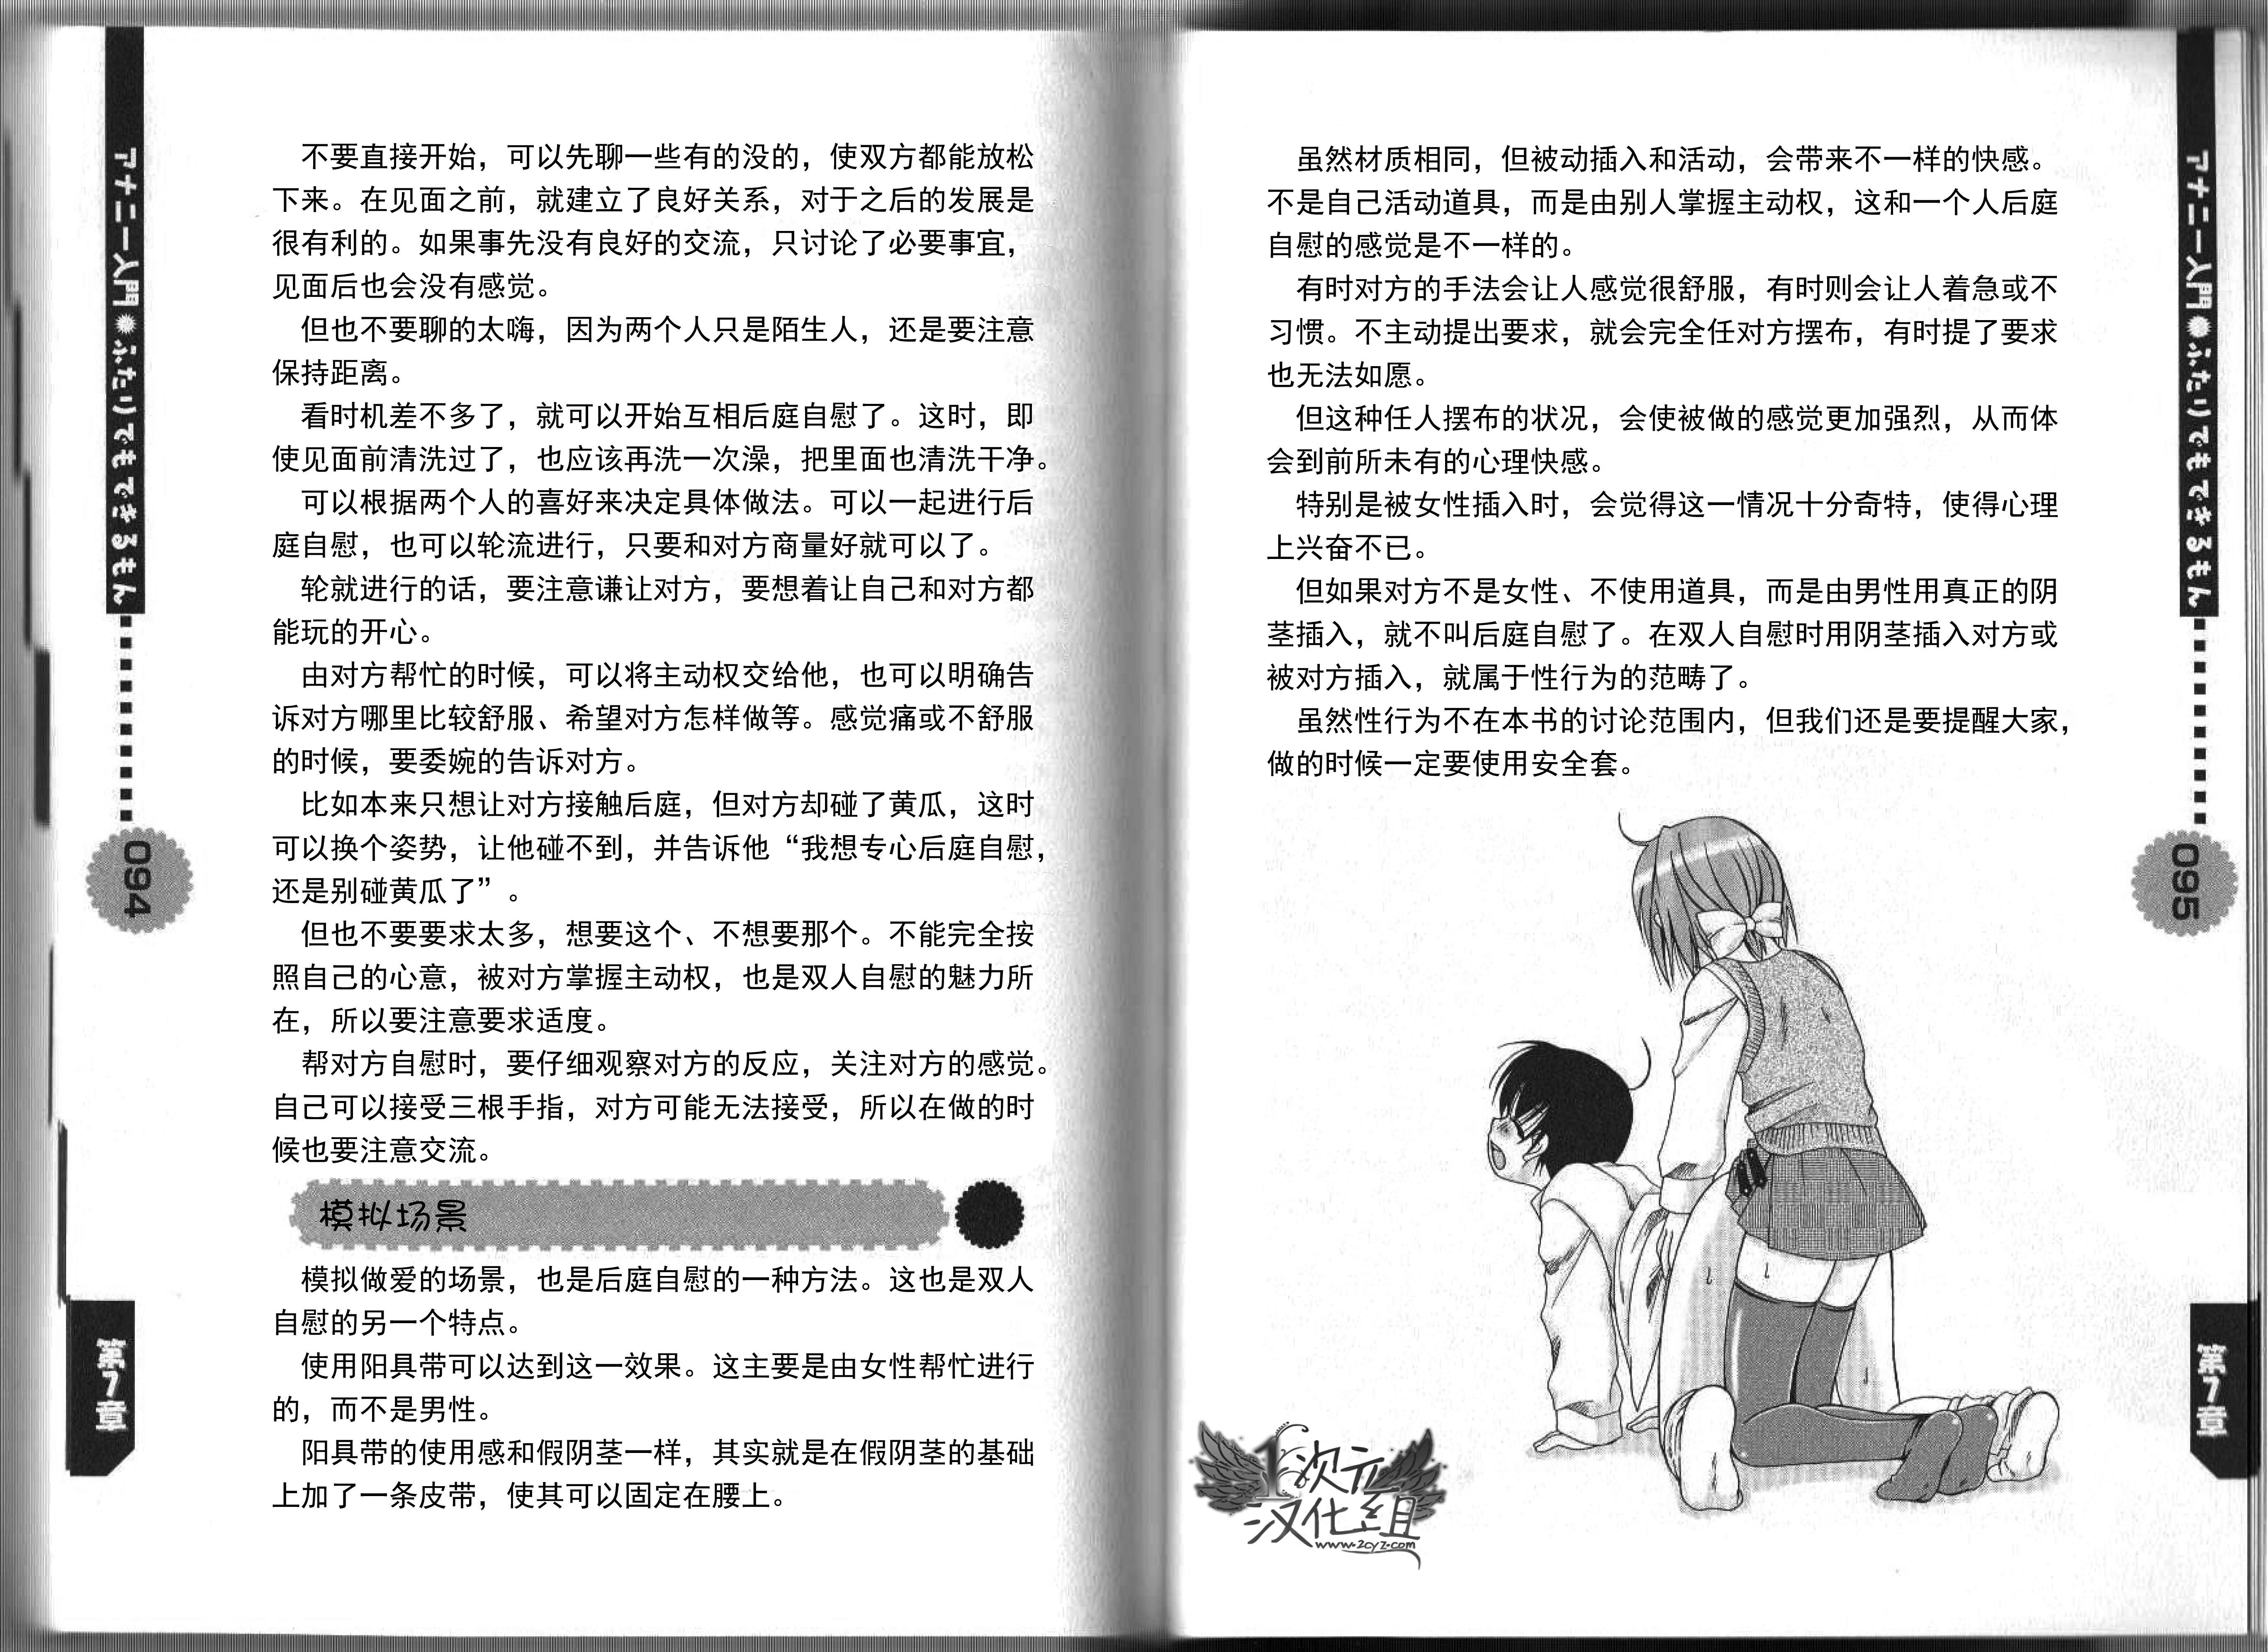 アナニー入門
ふたりでもできるもん
094
第7章
不要直接开始，可以先聊一些有的没的，使双方都能放松
下来。在见面之前，就建立了良好关系，对于之后的发展是
很有利的。如果事先没有良好的交流，只讨论了必要事宜，
见面后也会没有感觉。
但也不要聊的太嗨，因为两个人只是陌生人，还是要注意
保持距离。
看时机差不多了，就可以开始互相后庭自慰了。这时，即
使见面前清洗过了，也应该再洗一次澡，把里面也清洗干净。
可以根据两个人的喜好来决定具体做法。可以一起进行后
庭自慰，也可以轮流进行，只要和对方商量好就可以了。
轮就进行的话，要注意谦让对方，要想着让自己和对方都
能玩的开心。
由对方帮忙的时候，可以将主动权交给他，也可以明确告
诉对方哪里比较舒服、希望对方怎样做等。感觉痛或不舒服
的时候，要委婉的告诉对方。
比如本来只想让对方接触后庭，但对方却碰了黄瓜，这时
可以换个姿势，让他碰不到，并告诉他“我想专心后庭自慰，
还是别碰黄瓜了”。
但也不要要求太多，想要这个、不想要那个。不能完全按
照自己的心意，被对方掌握主动权，也是双人自慰的魅力所
在，所以要注意要求适度。
帮对方自慰时，要仔细观察对方的反应，关注对方的感觉。
自己可以接受三根手指，对方可能无法接受，所以在做的时
候也要注意交流。
模拟场景
模拟做爱的场景，也是后庭自慰的一种方法。这也是双人
自慰的另一个特点。
使用阳具带可以达到这一效果。这主要是由女性帮忙进行
的，而不是男性。
阳具带的使用感和假阴茎一样，其实就是在假阴茎的基础
上加了一条皮带，使其可以固定在腰上。
虽然材质相同，但被动插入和活动，会带来不一样的快感。
不是自己活动道具，而是由别人掌握主动权，这和一个人后庭
自慰的感觉是不一样的。
有时对方的手法会让人感觉很舒服，有时则会让人着急或不
习惯。不主动提出要求，就会完全任对方摆布，有时提了要求
也无法如愿。
但这种任人摆布的状况，会使被做的感觉更加强烈，从而体
会到前所未有的心理快感。
特别是被女性插入时，会觉得这一情况十分奇特，使得心理
上兴奋不已。
但如果对方不是女性、不使用道具，而是由男性用真正的阴
茎插入，就不叫后庭自慰了。在双人自慰时用阴茎插入对方或
被对方插入，就属于性行为的范畴了。
虽然性行为不在本书的讨论范围内，但我们还是要提醒大家，
做的时候一定要使用安全套。
1次元
汉化组
www.2cyz.com
アナニー入門
ふたりでもできるもん
095
第7章